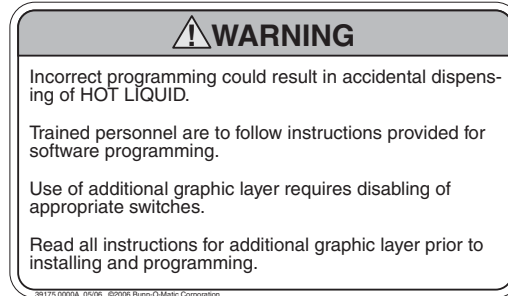 WARNING
Incorrect programming could result in accidental dispens-
ing of HOT LIQUID.
Trained personnel are to follow instructions provided for
software programming.
Use of additional graphic layer requires disabling of
appropriate switches.
Read all instructions for additional graphic layer prior to
installing and programming.
39175.0000A 05/06 ©2006 Bunn-O-Matic Corporation